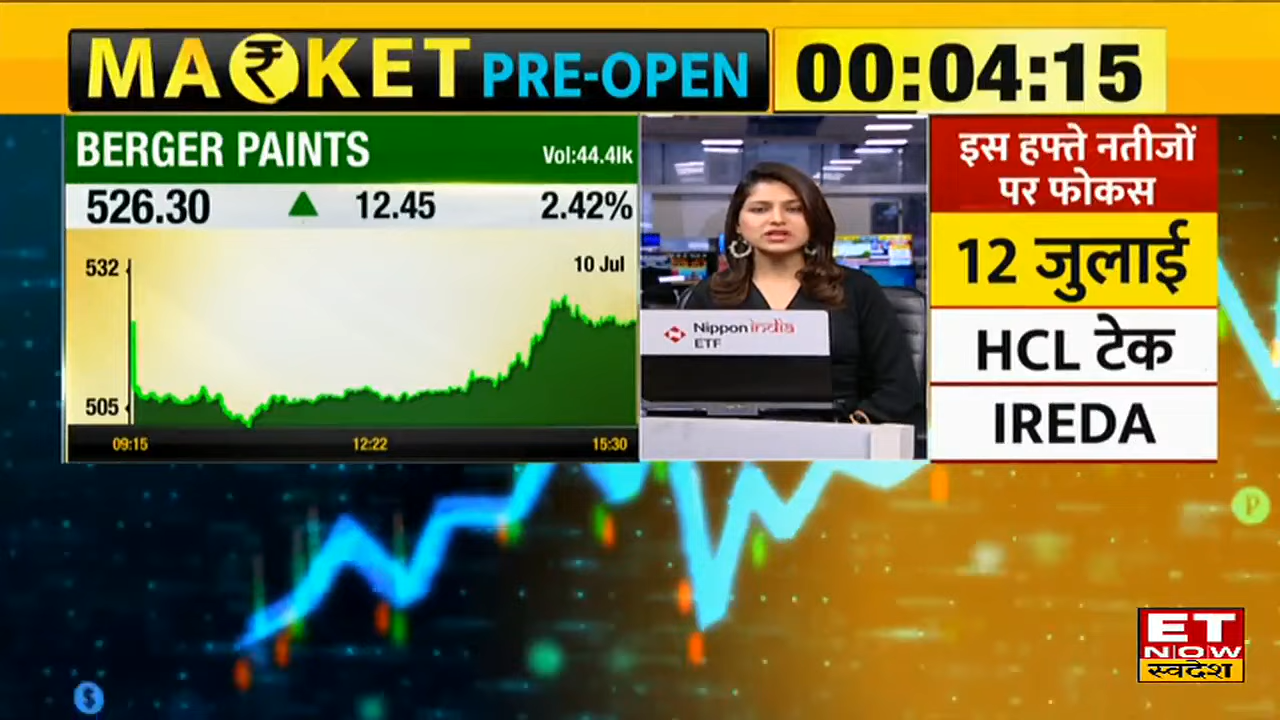 MA₹KET PRE-OPEN
00:04:15
BERGER PAINTS
Vol:44.4lk
526.30 ▲ 12.45 2.42%
532
10 Jul
505
09:15 12:22 15:30
Nippon india
ETF
इस हफ्ते नतीजों
पर फोकस
12 जुलाई
HCL टेक
IREDA
P
$
ET
NOW
स्वदेश